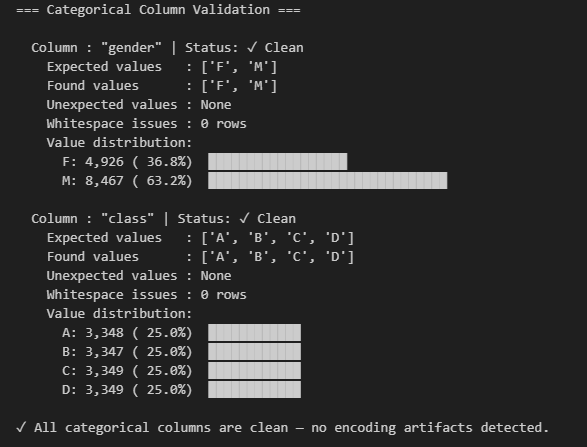 === Categorical Column Validation ===
Column : "gender" | Status: ✓ Clean
Expected values : ['F', 'M']
Found values : ['F', 'M']
Unexpected values : None
Whitespace issues : 0 rows
Value distribution:
F: 4,926 ( 36.8%)
M: 8,467 ( 63.2%)
Column : "class" | Status: ✓ Clean
Expected values : ['A', 'B', 'C', 'D']
Found values : ['A', 'B', 'C', 'D']
Unexpected values : None
Whitespace issues : 0 rows
Value distribution:
A: 3,348 ( 25.0%)
B: 3,347 ( 25.0%)
C: 3,349 ( 25.0%)
D: 3,349 ( 25.0%)
✓ All categorical columns are clean — no encoding artifacts detected.